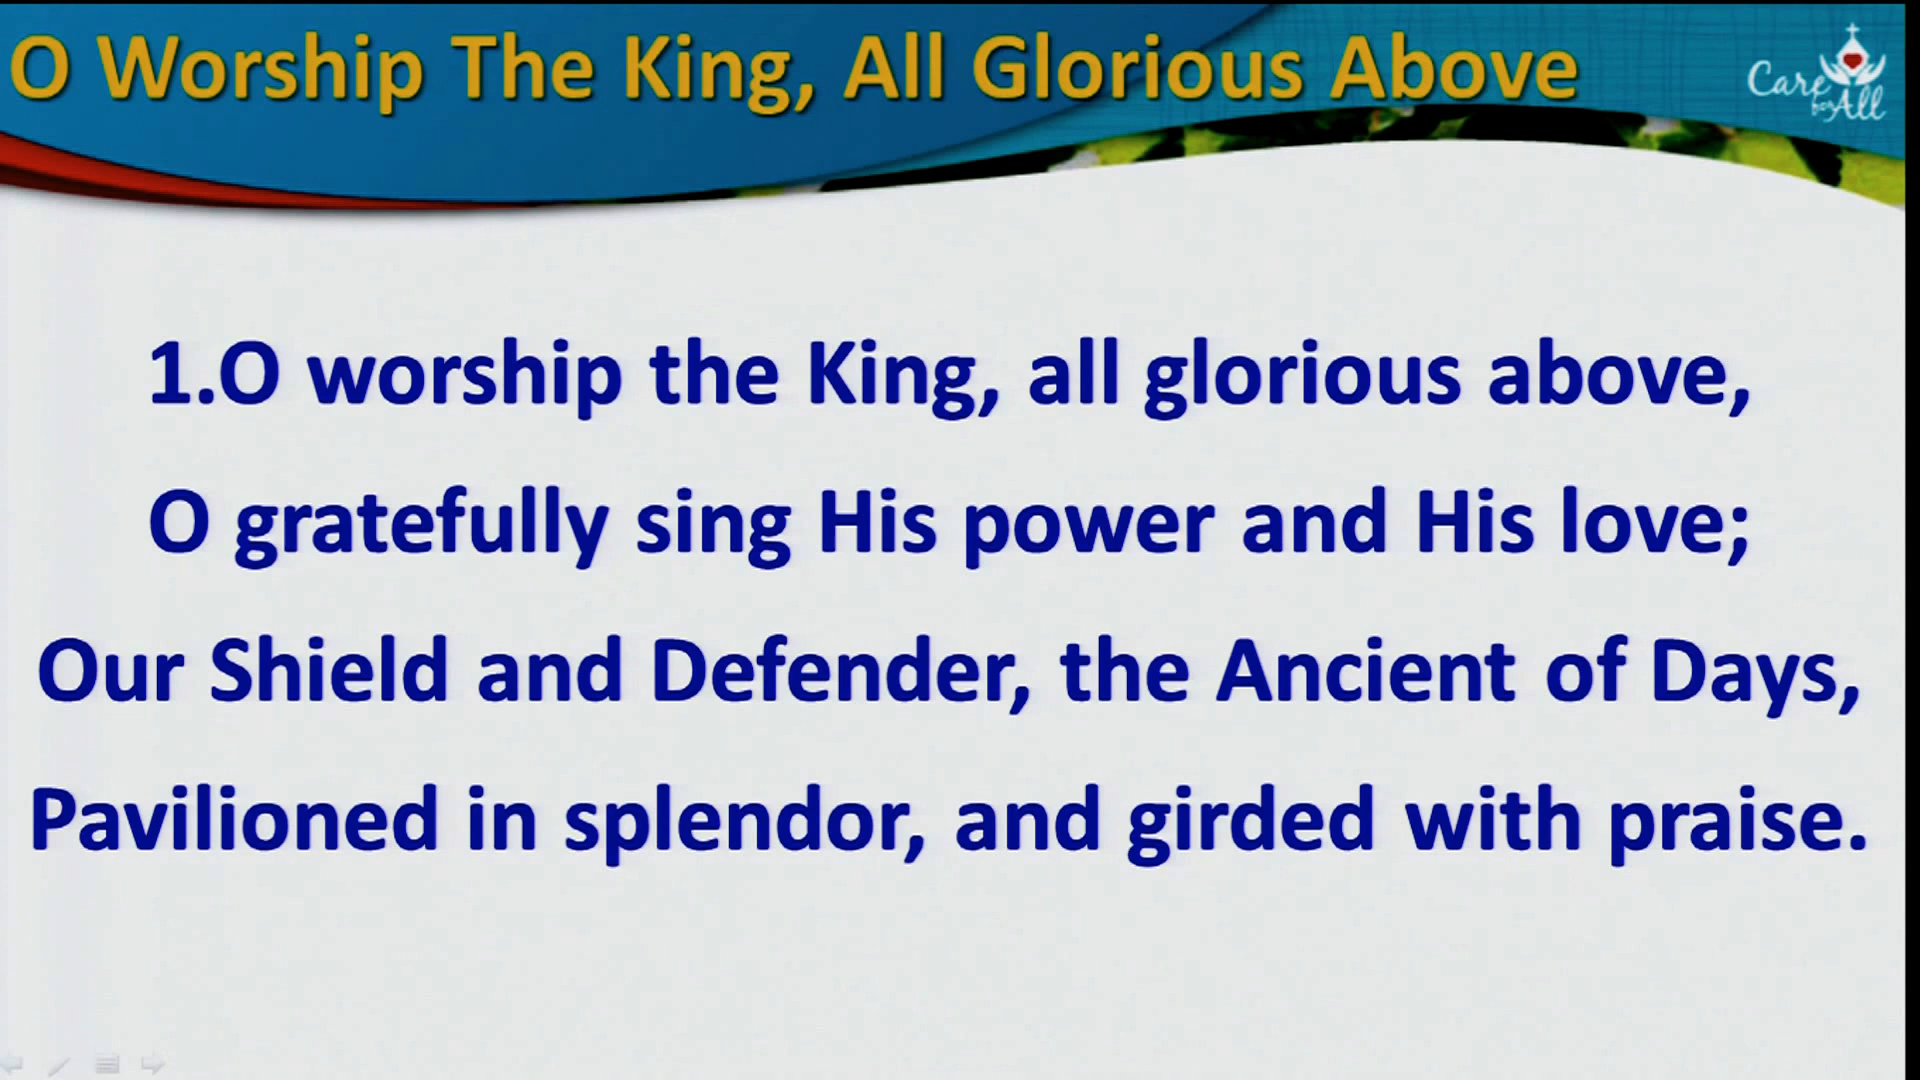 O Worship The King, All Glorious Above
Care
for All
1.O worship the King, all glorious above,
O gratefully sing His power and His love;
Our Shield and Defender, the Ancient of Days,
Pavilioned in splendor, and girded with praise.